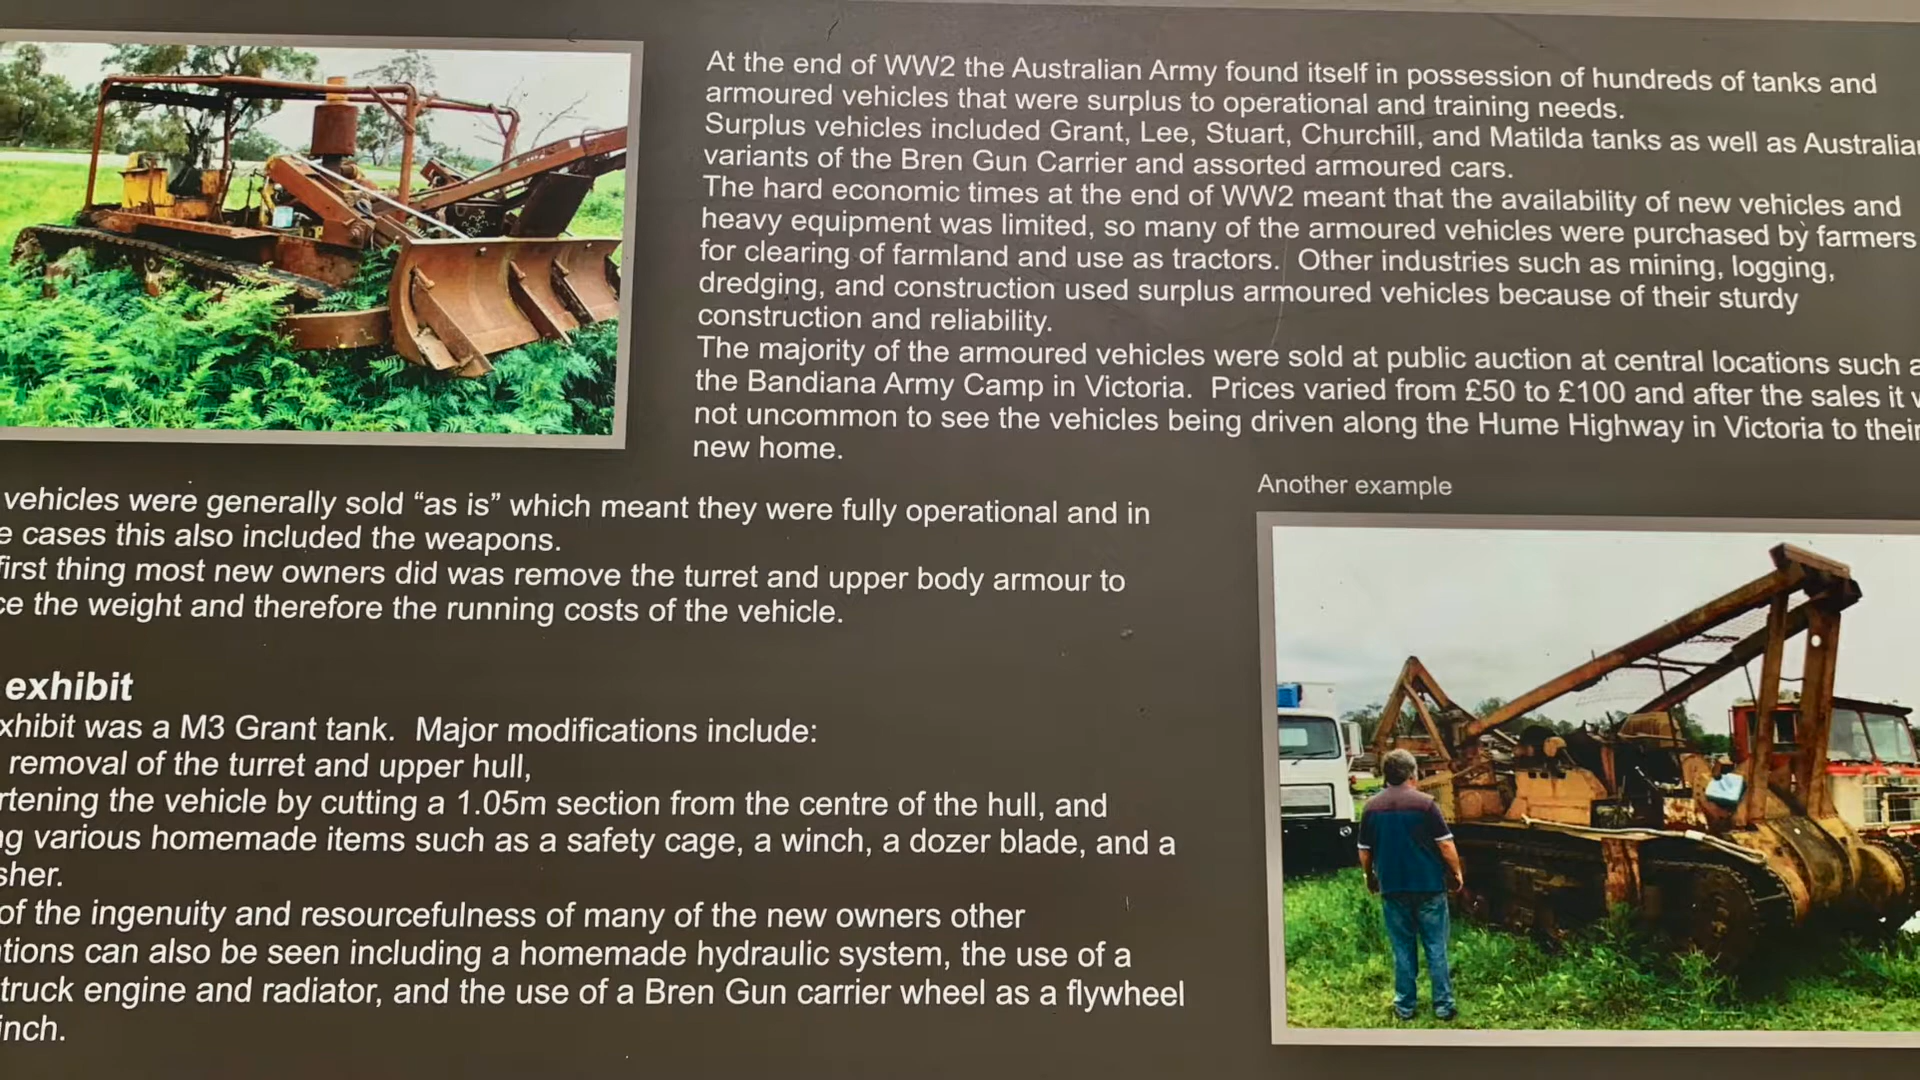 At the end of WW2 the Australian Army found itself in possession of hundreds of tanks and
armoured vehicles that were surplus to operational and training needs.
Surplus vehicles included Grant, Lee, Stuart, Churchill, and Matilda tanks as well as Australian
variants of the Bren Gun Carrier and assorted armoured cars.
The hard economic times at the end of WW2 meant that the availability of new vehicles and
heavy equipment was limited, so many of the armoured vehicles were purchased by farmers
for clearing of farmland and use as tractors. Other industries such as mining, logging,
dredging, and construction used surplus armoured vehicles because of their sturdy
construction and reliability.
The majority of the armoured vehicles were sold at public auction at central locations such
the Bandiana Army Camp in Victoria. Prices varied from £50 to £100 and after the sales it
not uncommon to see the vehicles being driven along the Hume Highway in Victoria to their
new home.
vehicles were generally sold “as is” which meant they were fully operational and in
cases this also included the weapons.
first thing most new owners did was remove the turret and upper body armour to
the weight and therefore the running costs of the vehicle.
exhibit
exhibit was a M3 Grant tank. Major modifications include:
removal of the turret and upper hull,
the vehicle by cutting a 1.05m section from the centre of the hull, and
various homemade items such as a safety cage, a winch, a dozer blade, and a
of the ingenuity and resourcefulness of many of the new owners other
can also be seen including a homemade hydraulic system, the use of a
truck engine and radiator, and the use of a Bren Gun carrier wheel as a flywheel
Another example